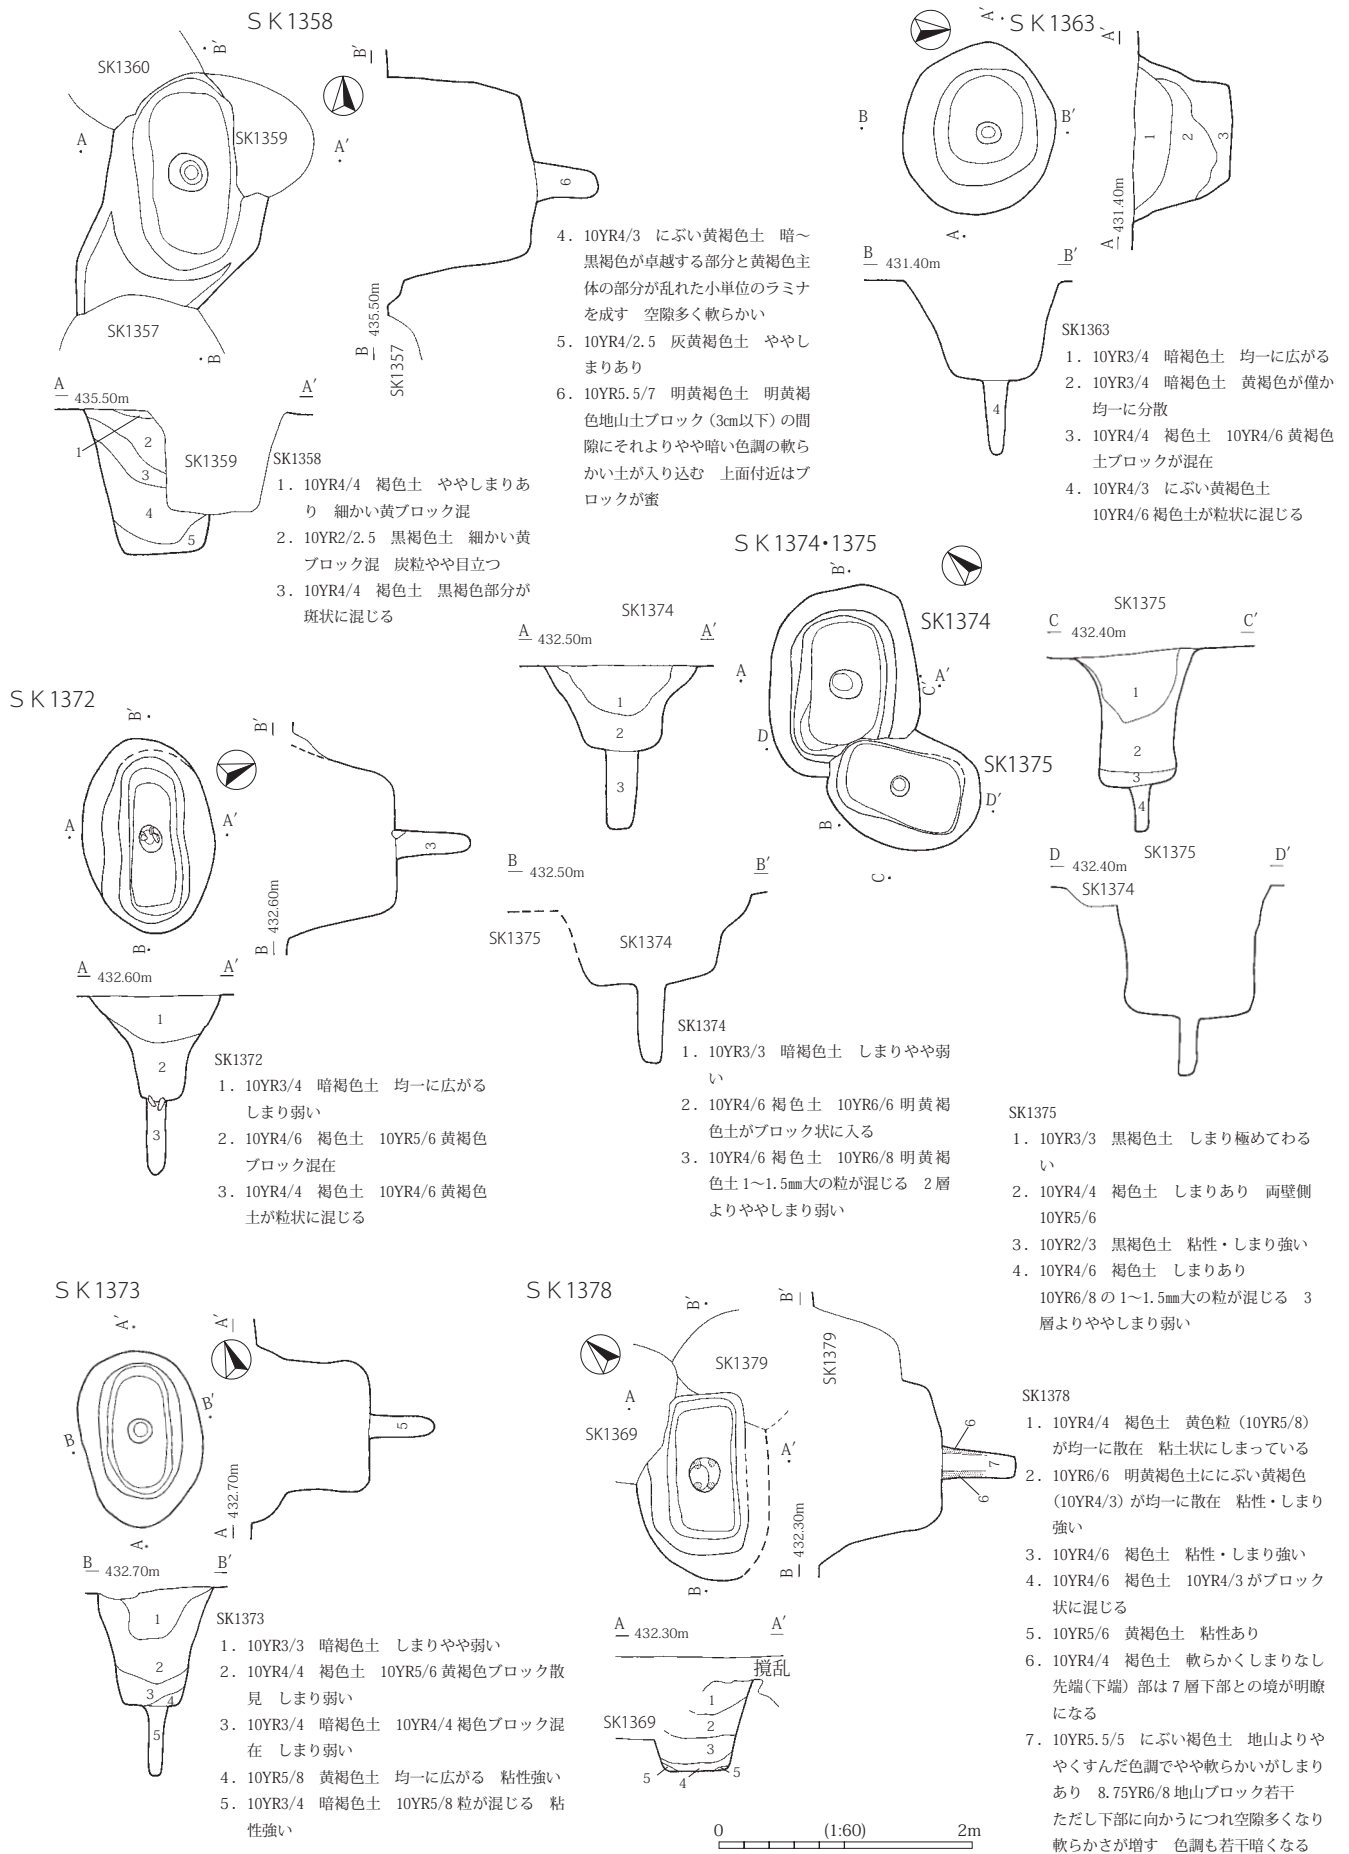 ＳＫ1358
SK1360
SK1359
SK1357
A
A′
B
B′
B′
B
435.50m
SK1357
6
A
435.50m
A′
1
2
3
4
5
SK1359
SK1358
1．10YR4/4　褐色土　ややしまりあ
り　細かい黄ブロック混
2．10YR2/2.5　黒褐色土　細かい黄
ブロック混　炭粒やや目立つ
3．10YR4/4　褐色土　黒褐色部分が
斑状に混じる
4．10YR4/3　にぶい黄褐色土　暗～
黒褐色が卓越する部分と黄褐色主
体の部分が乱れた小単位のラミナ
を成す　空隙多く軟らかい
5．10YR4/2.5　灰黄褐色土　ややし
まりあり
6．10YR5.5/7　明黄褐色土　明黄褐
色地山土ブロック（3㎝以下）の間
隙にそれよりやや暗い色調の軟ら
かい土が入り込む　上面付近はブ
ロックが蜜
ＳＫ1363
A′
A
B
B′
A′
A
431.40m
1
2
3
B
431.40m
B′
4
SK1363
1．10YR3/4　暗褐色土　均一に広がる
2．10YR3/4　暗褐色土　黄褐色が僅か
均一に分散
3．10YR4/4　褐色土　10YR4/6 黄褐色
土ブロックが混在
4．10YR4/3　にぶい黄褐色土
10YR4/6 褐色土が粒状に混じる
ＳＫ1372
B′
B
A
A′
B′
B
432.60m
3
A
432.60m
A′
1
2
3
SK1372
1．10YR3/4　暗褐色土　均一に広がる
しまり弱い
2．10YR4/6　褐色土　10YR5/6 黄褐色
ブロック混在
3．10YR4/4　褐色土　10YR4/6 黄褐色
土が粒状に混じる
ＳＫ1374・1375
SK1374
A
432.50m
A′
1
2
3
B′
A
A′
C′
D
D′
B
C
SK1374
SK1375
SK1375
C
432.40m
C′
1
2
3
4
B
432.50m
B′
SK1375
SK1374
D
432.40m
SK1375
D′
SK1374
SK1374
1．10YR3/3　暗褐色土　しまりやや弱
い
2．10YR4/6 褐色土　10YR6/6 明黄褐
色土がブロック状に入る
3．10YR4/6 褐色土　10YR6/8 明黄褐
色土 1～1.5㎜大の粒が混じる　2 層
よりややしまり弱い
SK1375
1．10YR3/3　黒褐色土　しまり極めてわる
い
2．10YR4/4　褐色土　しまりあり　両壁側
10YR5/6
3．10YR2/3　黒褐色土　粘性・しまり強い
4．10YR4/6　褐色土　しまりあり
10YR6/8 の 1～1.5㎜大の粒が混じる　3
層よりややしまり弱い
ＳＫ1373
A′
A
B
B′
A′
A
432.70m
5
B
432.70m
B′
1
2
3
4
5
SK1373
1．10YR3/3　暗褐色土　しまりやや弱い
2．10YR4/4　褐色土　10YR5/6 黄褐色ブロック散
見　しまり弱い
3．10YR3/4　暗褐色土　10YR4/4 褐色ブロック混
在　しまり弱い
4．10YR5/8　黄褐色土　均一に広がる　粘性強い
5．10YR3/4　暗褐色土　10YR5/8 粒が混じる　粘
性強い
ＳＫ1378
B′
B
A
A′
SK1379
SK1369
B′
B
432.30m
SK1379
6
7
6
A
432.30m
A′
撹乱
SK1369
1
2
3
5
4
5
SK1378
1．10YR4/4　褐色土　黄色粒（10YR5/8）
が均一に散在　粘土状にしまっている
2．10YR6/6　明黄褐色土ににぶい黄褐色
（10YR4/3）が均一に散在　粘性・しまり
強い
3．10YR4/6　褐色土　粘性・しまり強い
4．10YR4/6　褐色土　10YR4/3 がブロック
状に混じる
5．10YR5/6　黄褐色土　粘性あり
6．10YR4/4　褐色土　軟らかくしまりなし
先端（下端）部は 7 層下部との境が明瞭
になる
7．10YR5.5/5　にぶい褐色土　地山よりや
やくすんだ色調でやや軟らかいがしまり
あり　8.75YR6/8 地山ブロック若干
ただし下部に向かうにつれ空隙多くなり
軟らかさが増す　色調も若干暗くなる
0
(1:60)
2m